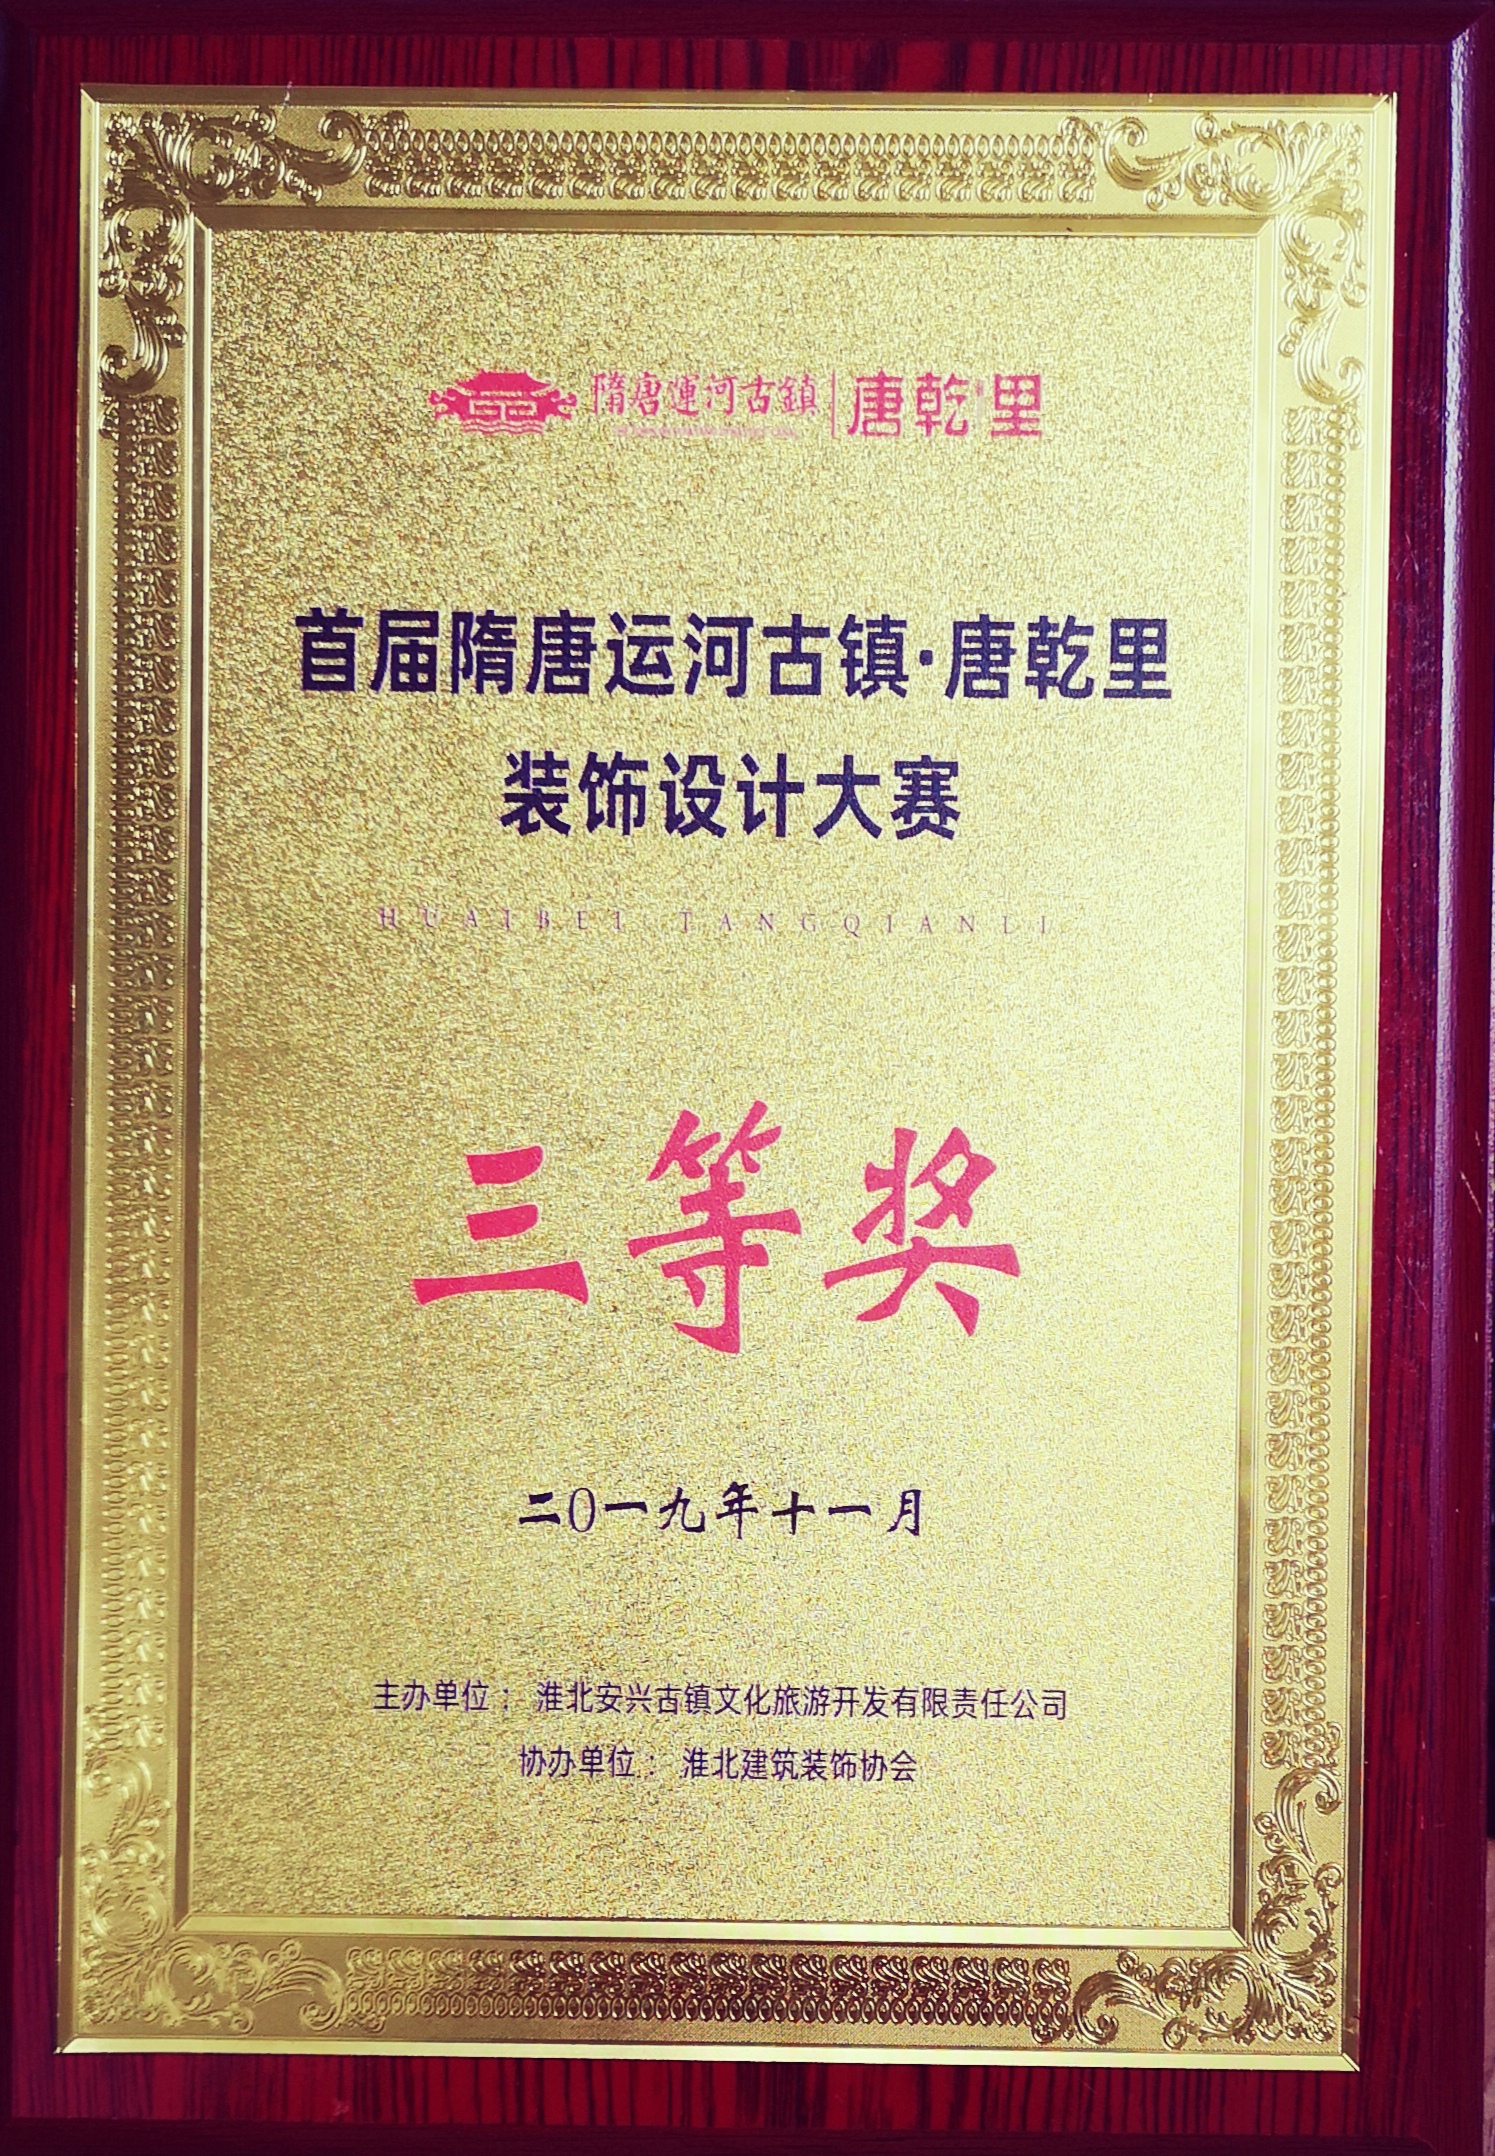 隋唐運河古鎮 唐乾里
首届隋唐运河古镇·唐乾里
装饰设计大赛
HUAIBEI TANGQIANLI
三等奖
二0一九年十一月
主办单位： 淮北安兴古镇文化旅游开发有限责任公司
协办单位： 淮北建筑装饰协会